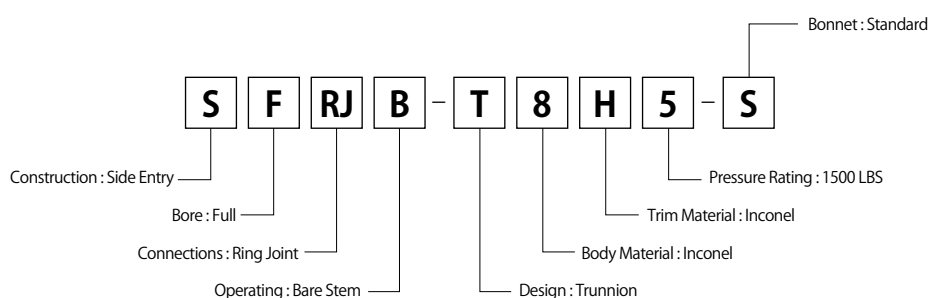 Bonnet : Standard
S F RJ B - T 8 H 5 - S
Construction : Side Entry
Pressure Rating : 1500 LBS
Bore : Full
Trim Material : Inconel
Connections : Ring Joint
Body Material : Inconel
Operating : Bare Stem
Design : Trunnion